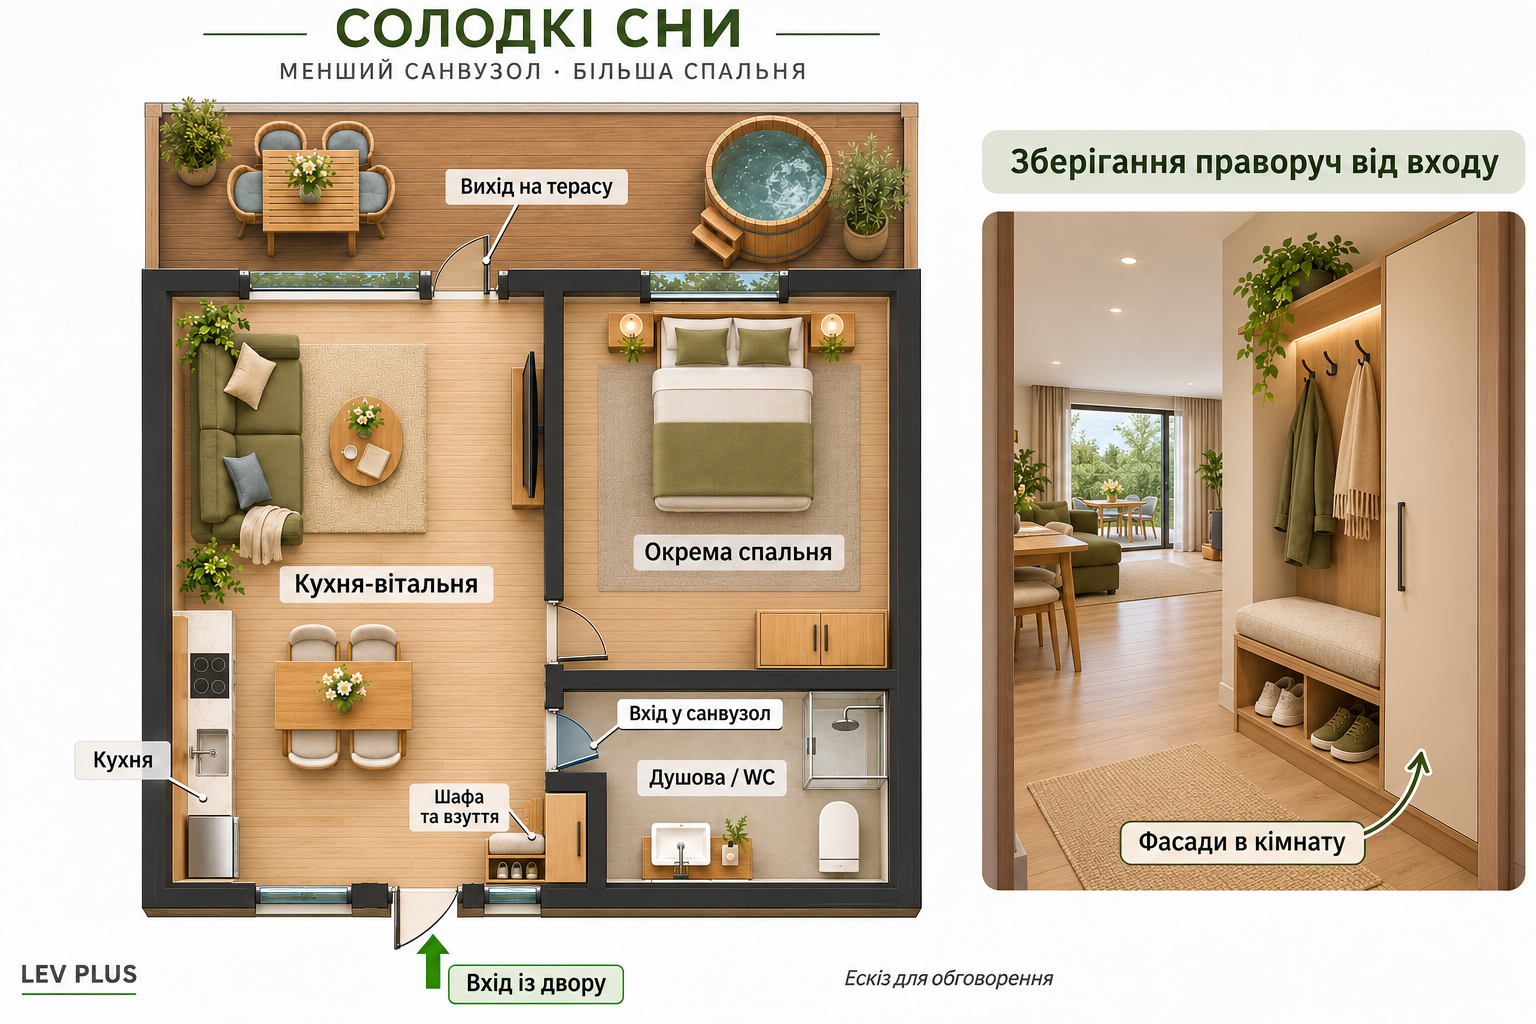 СОЛОДКІ СНИ
МЕНШИЙ САНВУЗОЛ · БІЛЬША СПАЛЬНЯ
Вихід на терасу
Зберігання праворуч від входу
Окрема спальня
Кухня-вітальня
Вхід у санвузол
Кухня
Душова / WC
Шафа
та взуття
Фасади в кімнату
Вхід із двору
LEV PLUS
Ескіз для обговорення